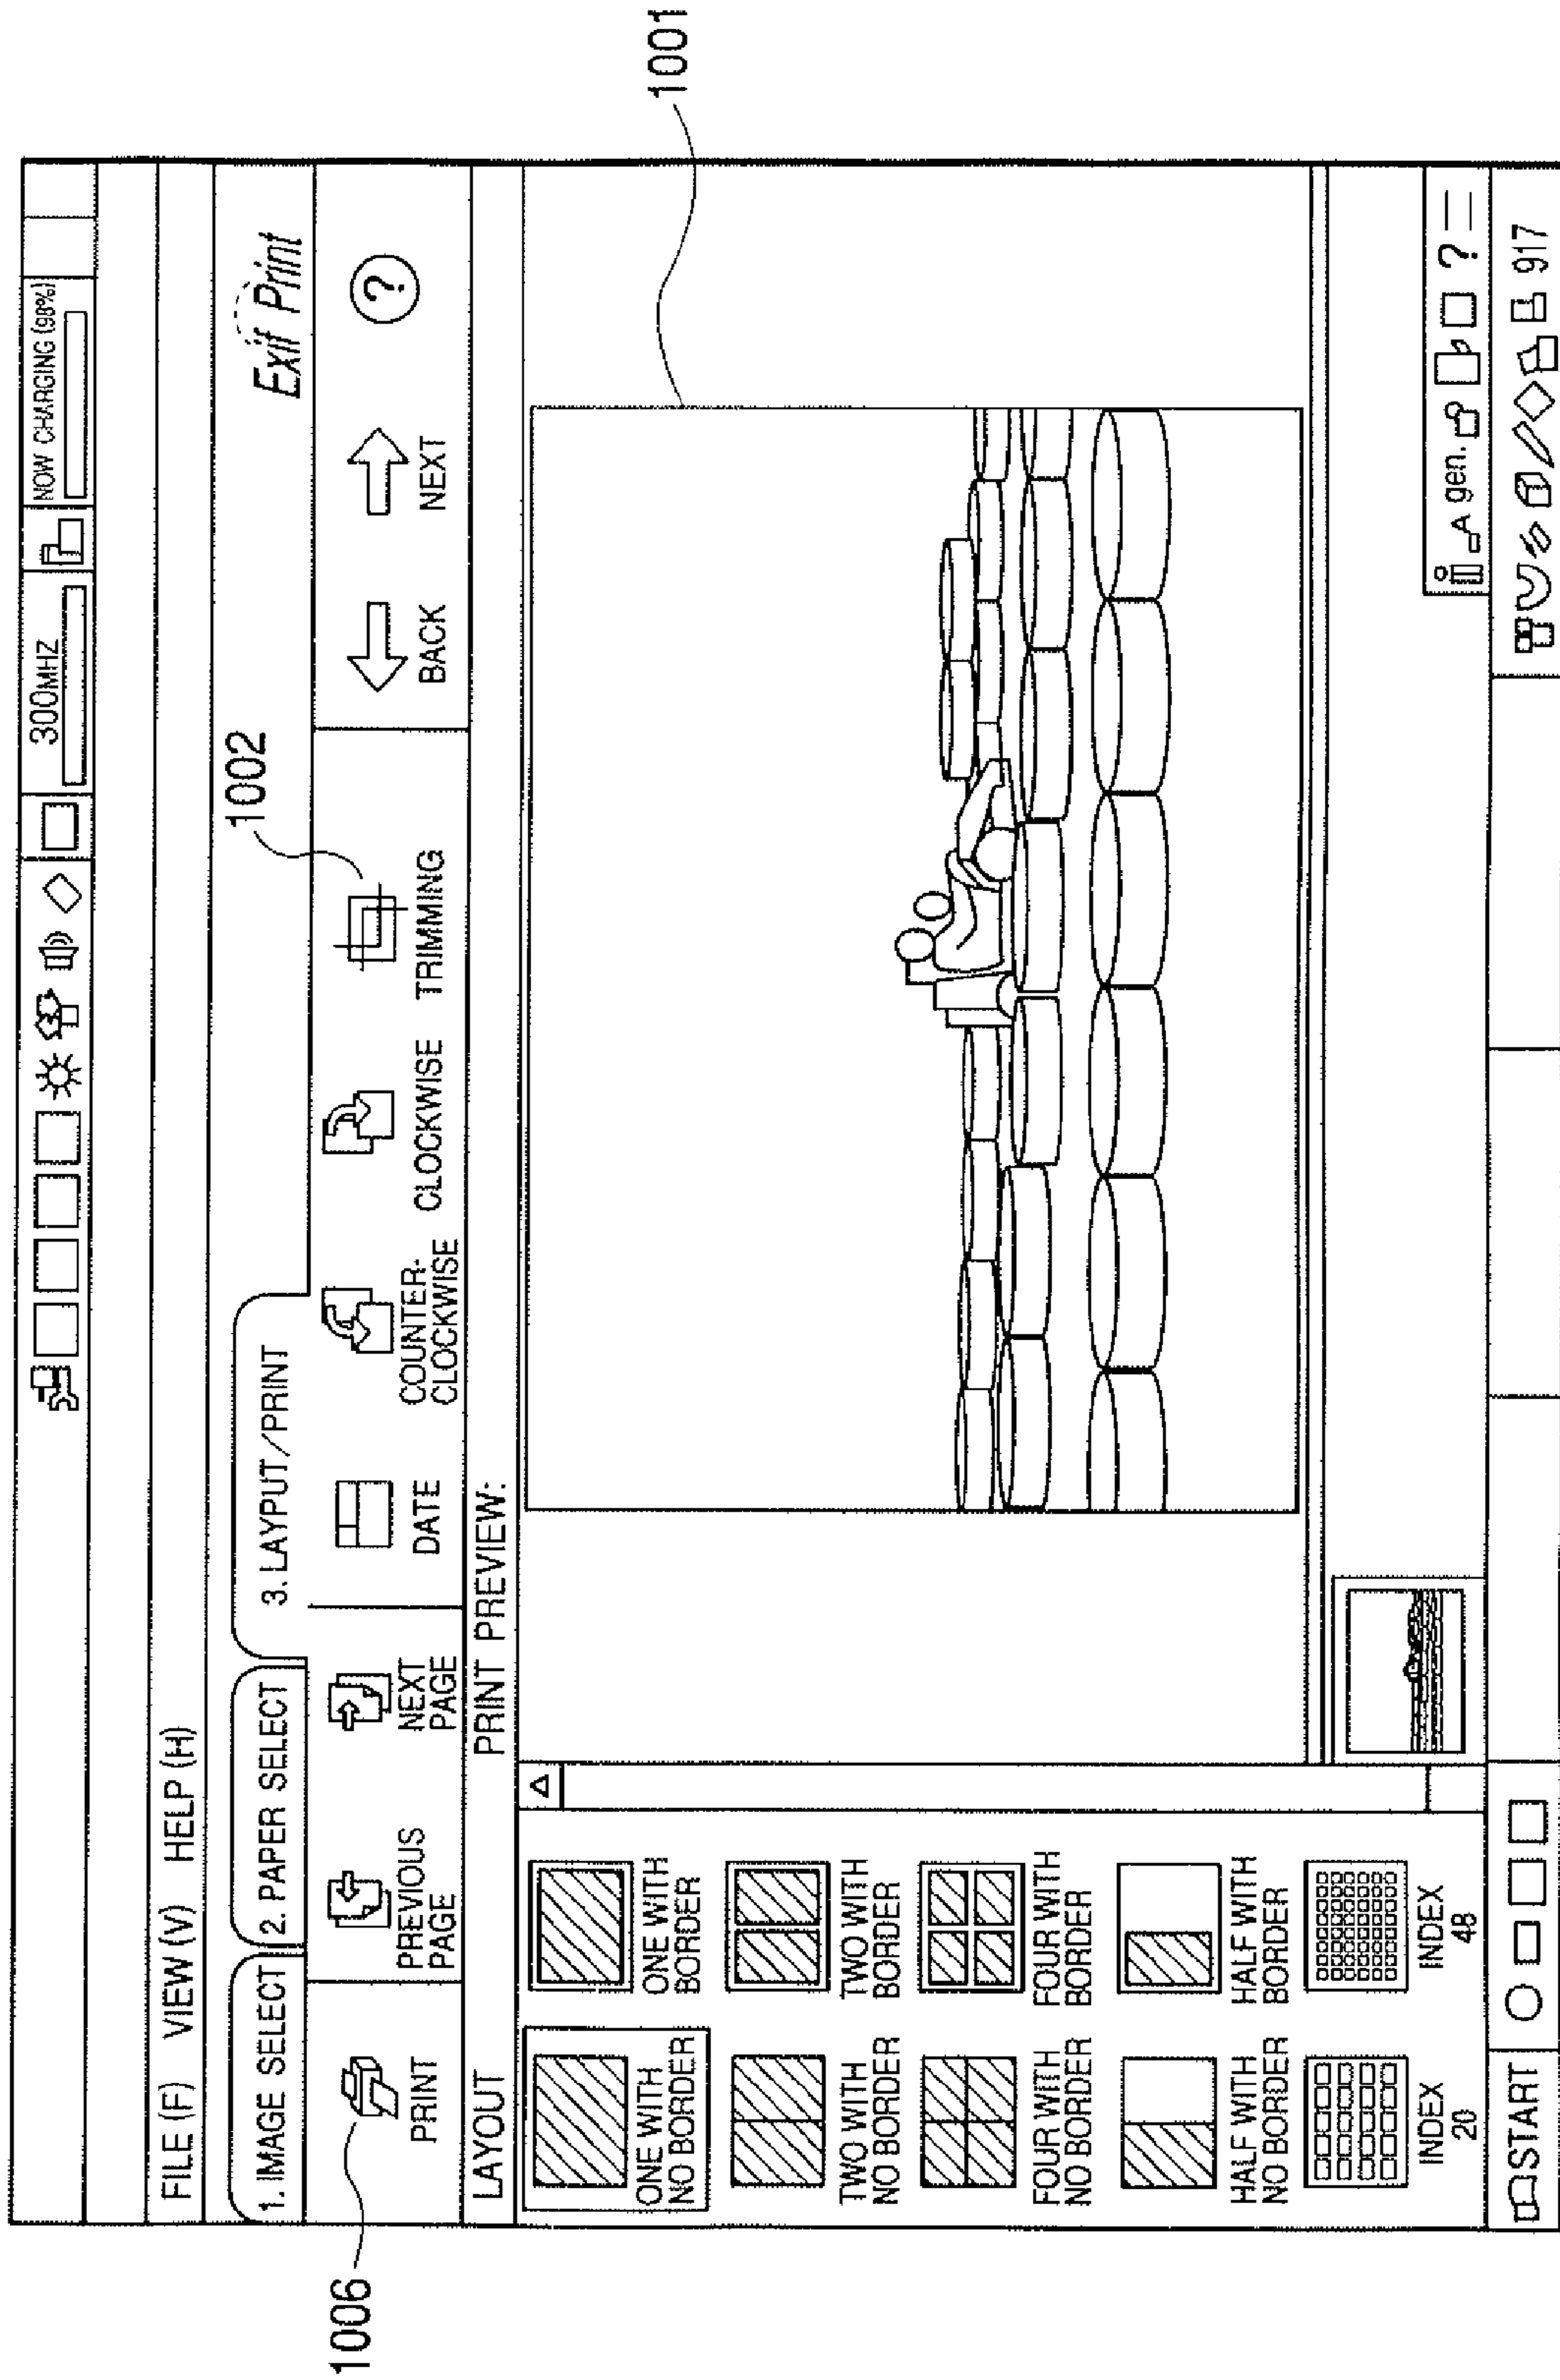 300MHZ
NOW CHARGING (98%)
FILE (F) VIEW (V) HELP (H)
1002
1. IMAGE SELECT
2. PAPER SELECT
3. LAYPUT/PRINT
Exif Print
1006
PRINT
PREVIOUS
PAGE
NEXT
PAGE
DATE
COUNTER-
CLOCKWISE
CLOCKWISE
TRIMMING
BACK
NEXT
?
LAYOUT
PRINT PREVIEW:
1001
ONE WITH
NO BORDER
ONE WITH
BORDER
TWO WITH
NO BORDER
TWO WITH
BORDER
FOUR WITH
NO BORDER
FOUR WITH
BORDER
HALF WITH
NO BORDER
HALF WITH
BORDER
INDEX
20
INDEX
48
A gen.
?
START
917